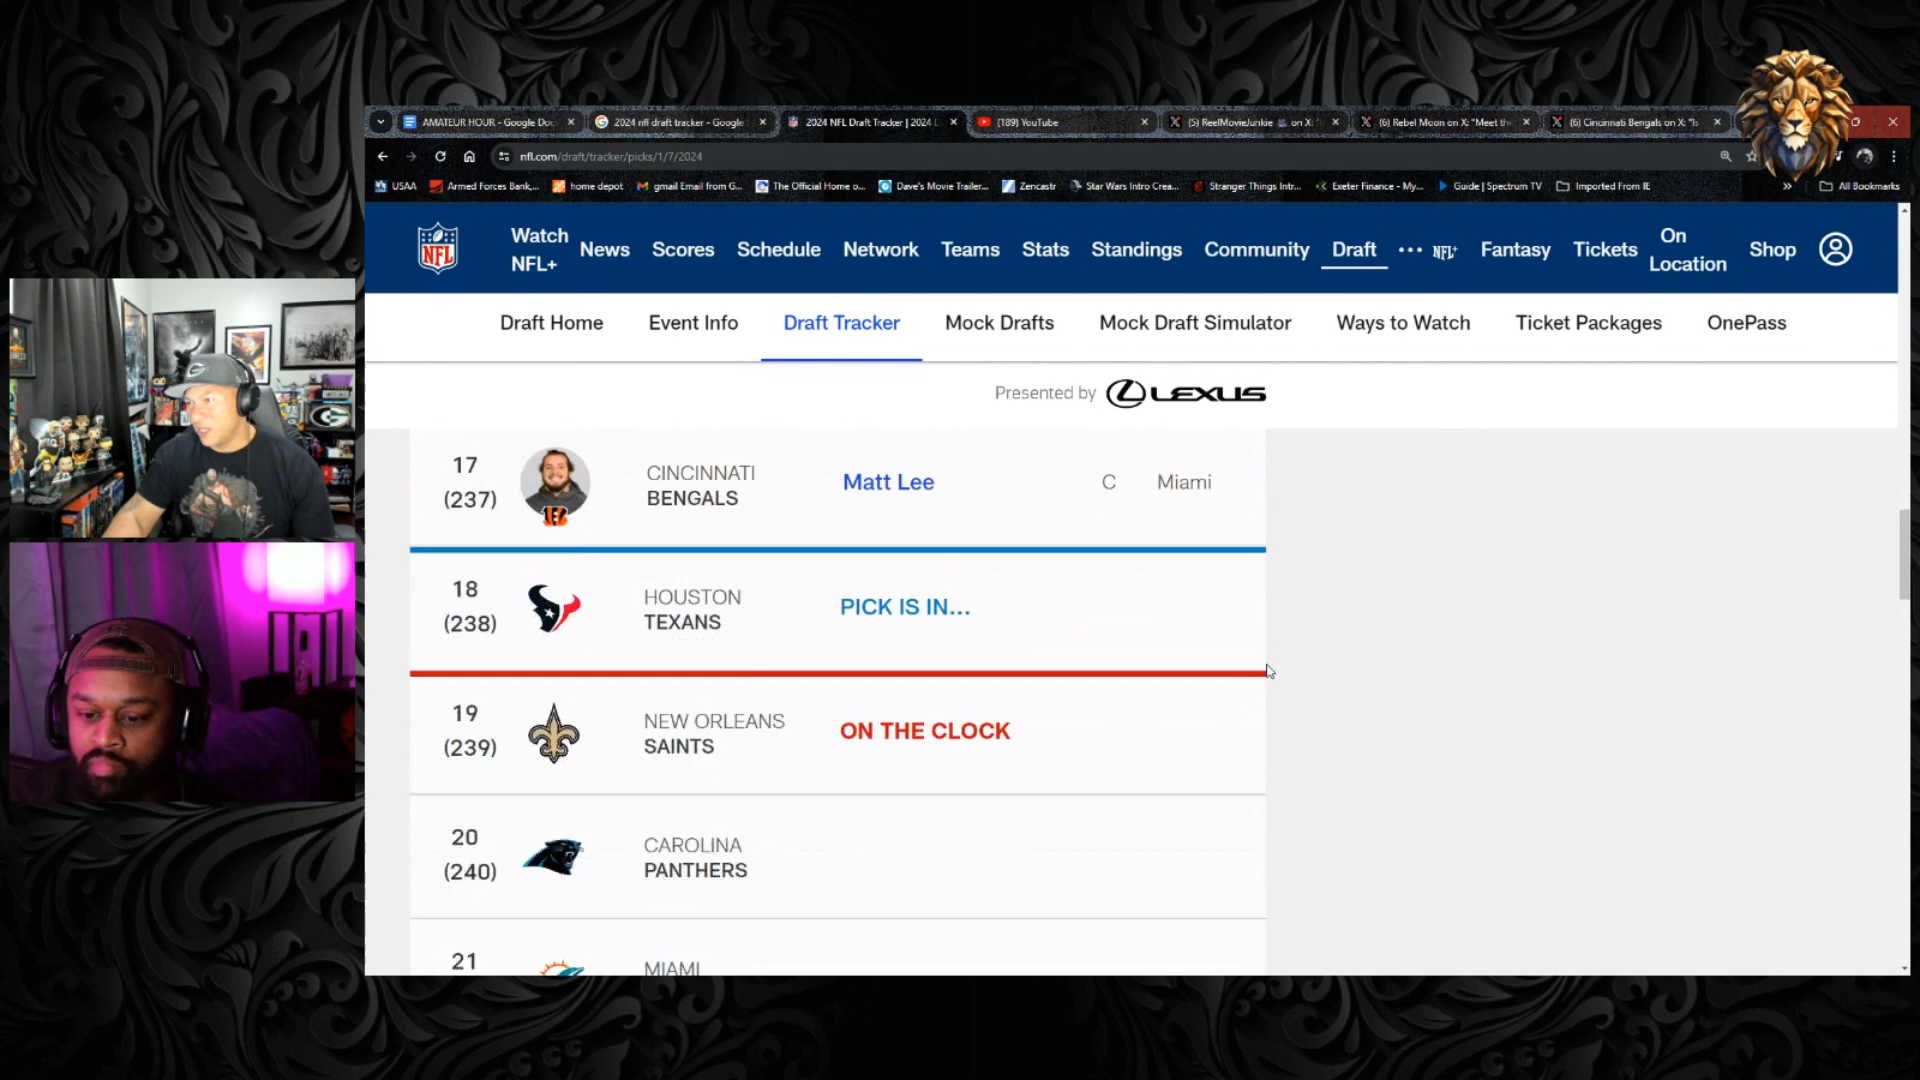 AMATEUR HOUR - Google Doc
2024 nfl draft tracker - Google
2024 NFL Draft Tracker | 2024
(189) YouTube
(5) ReelMovieJunkie on X:
(6) Rebel Moon on X: "Meet th
(6) Cincinnati Bengals on X: "Is
nfl.com/draft/tracker/picks/1/7/2024
USAA
Armed Forces Bank,...
home depot
gmail Email from G...
The Official Home o...
Dave's Movie Trailer...
Zencastr
Star Wars Intro Crea...
Stranger Things Intr...
Exeter Finance - My...
Guide | Spectrum TV
Imported From IE
»
All Bookmarks
NFL
Watch NFL+
News
Scores
Schedule
Network
Teams
Stats
Standings
Community
Draft
...
NFL+
Fantasy
Tickets
On Location
Shop
Draft Home
Event Info
Draft Tracker
Mock Drafts
Mock Draft Simulator
Ways to Watch
Ticket Packages
OnePass
Presented by LEXUS
17
(237)
CINCINNATI
BENGALS
Matt Lee
C
Miami
18
(238)
HOUSTON
TEXANS
PICK IS IN...
19
(239)
NEW ORLEANS
SAINTS
ON THE CLOCK
20
(240)
CAROLINA
PANTHERS
21
MIAMI